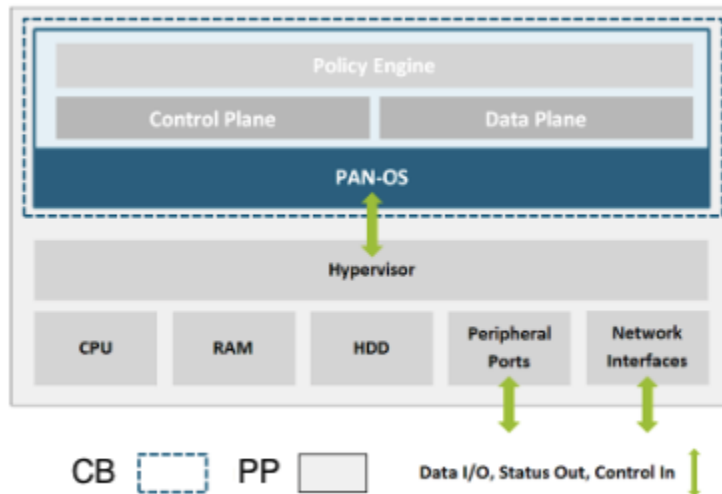 Policy Engine
Control Plane
Data Plane
PAN-OS
Hypervisor
CPU
RAM
HDD
Peripheral
Ports
Network
Interfaces
CB
PP
Data I/O, Status Out, Control In